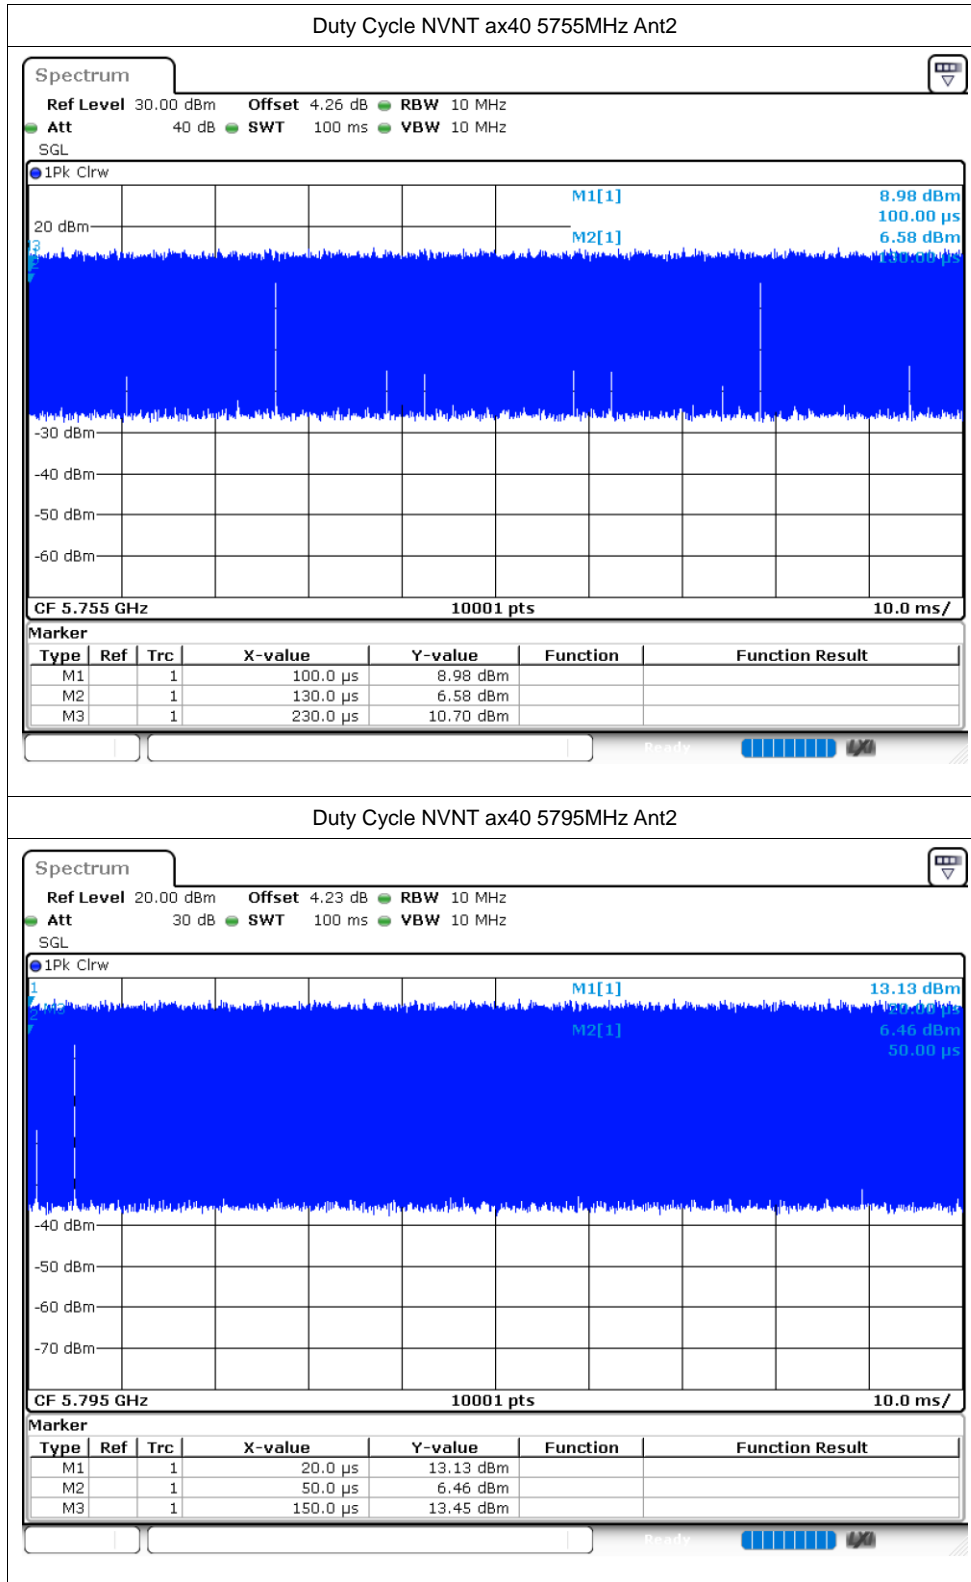 Duty Cycle NVNT ax40 5755MHz Ant2
Spectrum
Ref Level 30.00 dBm Offset 4.26 dB RBW 10 MHz
Att 40 dB SWT 100 ms VBW 10 MHz
SGL
1Pk Clrw
M1[1] 8.98 dBm
100.00 µs
20 dBm
M2[1] 6.58 dBm
130.00 µs
-30 dBm
-40 dBm
-50 dBm
-60 dBm
CF 5.755 GHz 10001 pts 10.0 ms/
Marker
Type Ref Trc X-value Y-value Function Function Result
M1 1 100.0 µs 8.98 dBm
M2 1 130.0 µs 6.58 dBm
M3 1 230.0 µs 10.70 dBm
Ready
Duty Cycle NVNT ax40 5795MHz Ant2
Spectrum
Ref Level 20.00 dBm Offset 4.23 dB RBW 10 MHz
Att 30 dB SWT 100 ms VBW 10 MHz
SGL
1Pk Clrw
M1[1] 13.13 dBm
20.00 µs
M2[1] 6.46 dBm
50.00 µs
-40 dBm
-50 dBm
-60 dBm
-70 dBm
CF 5.795 GHz 10001 pts 10.0 ms/
Marker
Type Ref Trc X-value Y-value Function Function Result
M1 1 20.0 µs 13.13 dBm
M2 1 50.0 µs 6.46 dBm
M3 1 150.0 µs 13.45 dBm
Ready